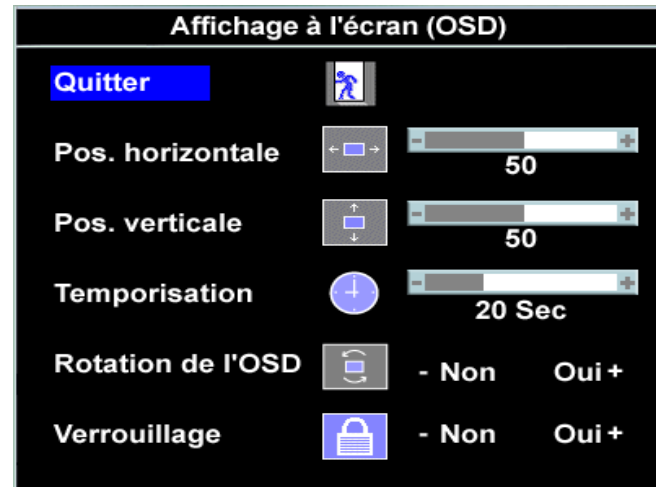 Affichage à l'écran (OSD)
Quitter
Pos. horizontale
- +
50
Pos. verticale
- +
50
Temporisation
- +
20 Sec
Rotation de l'OSD - Non Oui +
Verrouillage - Non Oui +